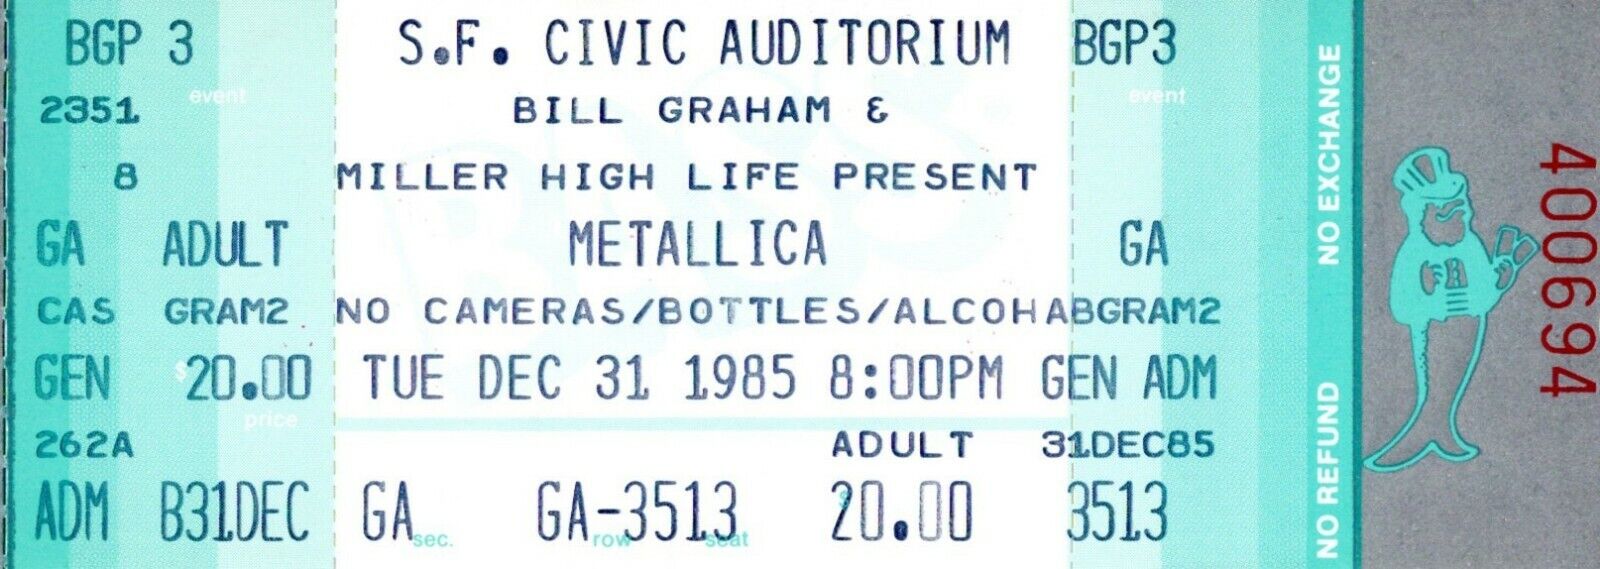 BGP 3 S.F. CIVIC AUDITORIUM BGP3
event event
2351 BILL GRAHAM &
8 MILLER HIGH LIFE PRESENT
GA ADULT METALLICA GA
CAS GRAM2 NO CAMERAS/BOTTLES/ALCOHABGRAM2
GEN $20.00 TUE DEC 31 1985 8:00PM GEN ADM
price
262A ADULT 31DEC85
ADM B31DEC GA GA-3513 $20.00 3513
sec. row seat
NO REFUND NO EXCHANGE
400694
BASS